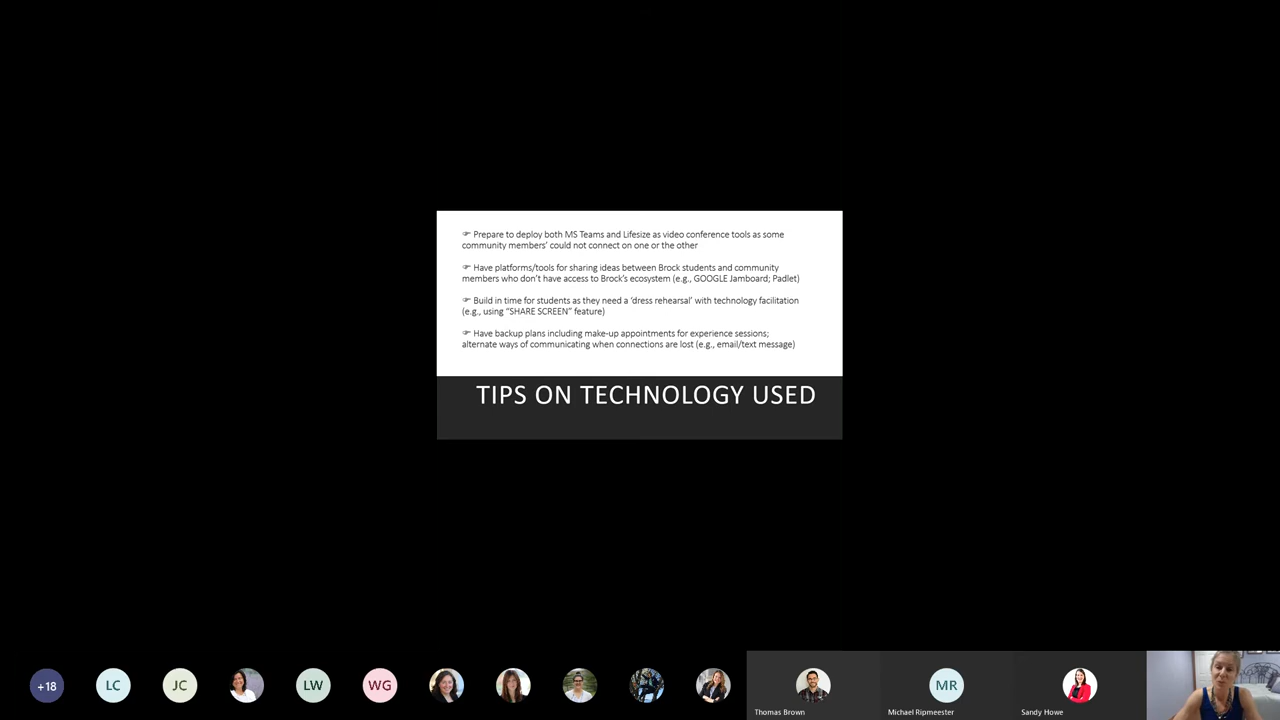 ☞ Prepare to deploy both MS Teams and Lifesize as video conference tools as some
community members' could not connect on one or the other
☞ Have platforms/tools for sharing ideas between Brock students and community
members who don't have access to Brock's ecosystem (e.g., GOOGLE Jamboard; Padlet)
☞ Build in time for students as they need a 'dress rehearsal' with technology facilitation
(e.g., using "SHARE SCREEN" feature)
☞ Have backup plans including make-up appointments for experience sessions;
alternate ways of communicating when connections are lost (e.g., email/text message)
TIPS ON TECHNOLOGY USED
+18
LC
JC
LW
WG
MR
Thomas Brown
Michael Ripmeester
Sandy Howe